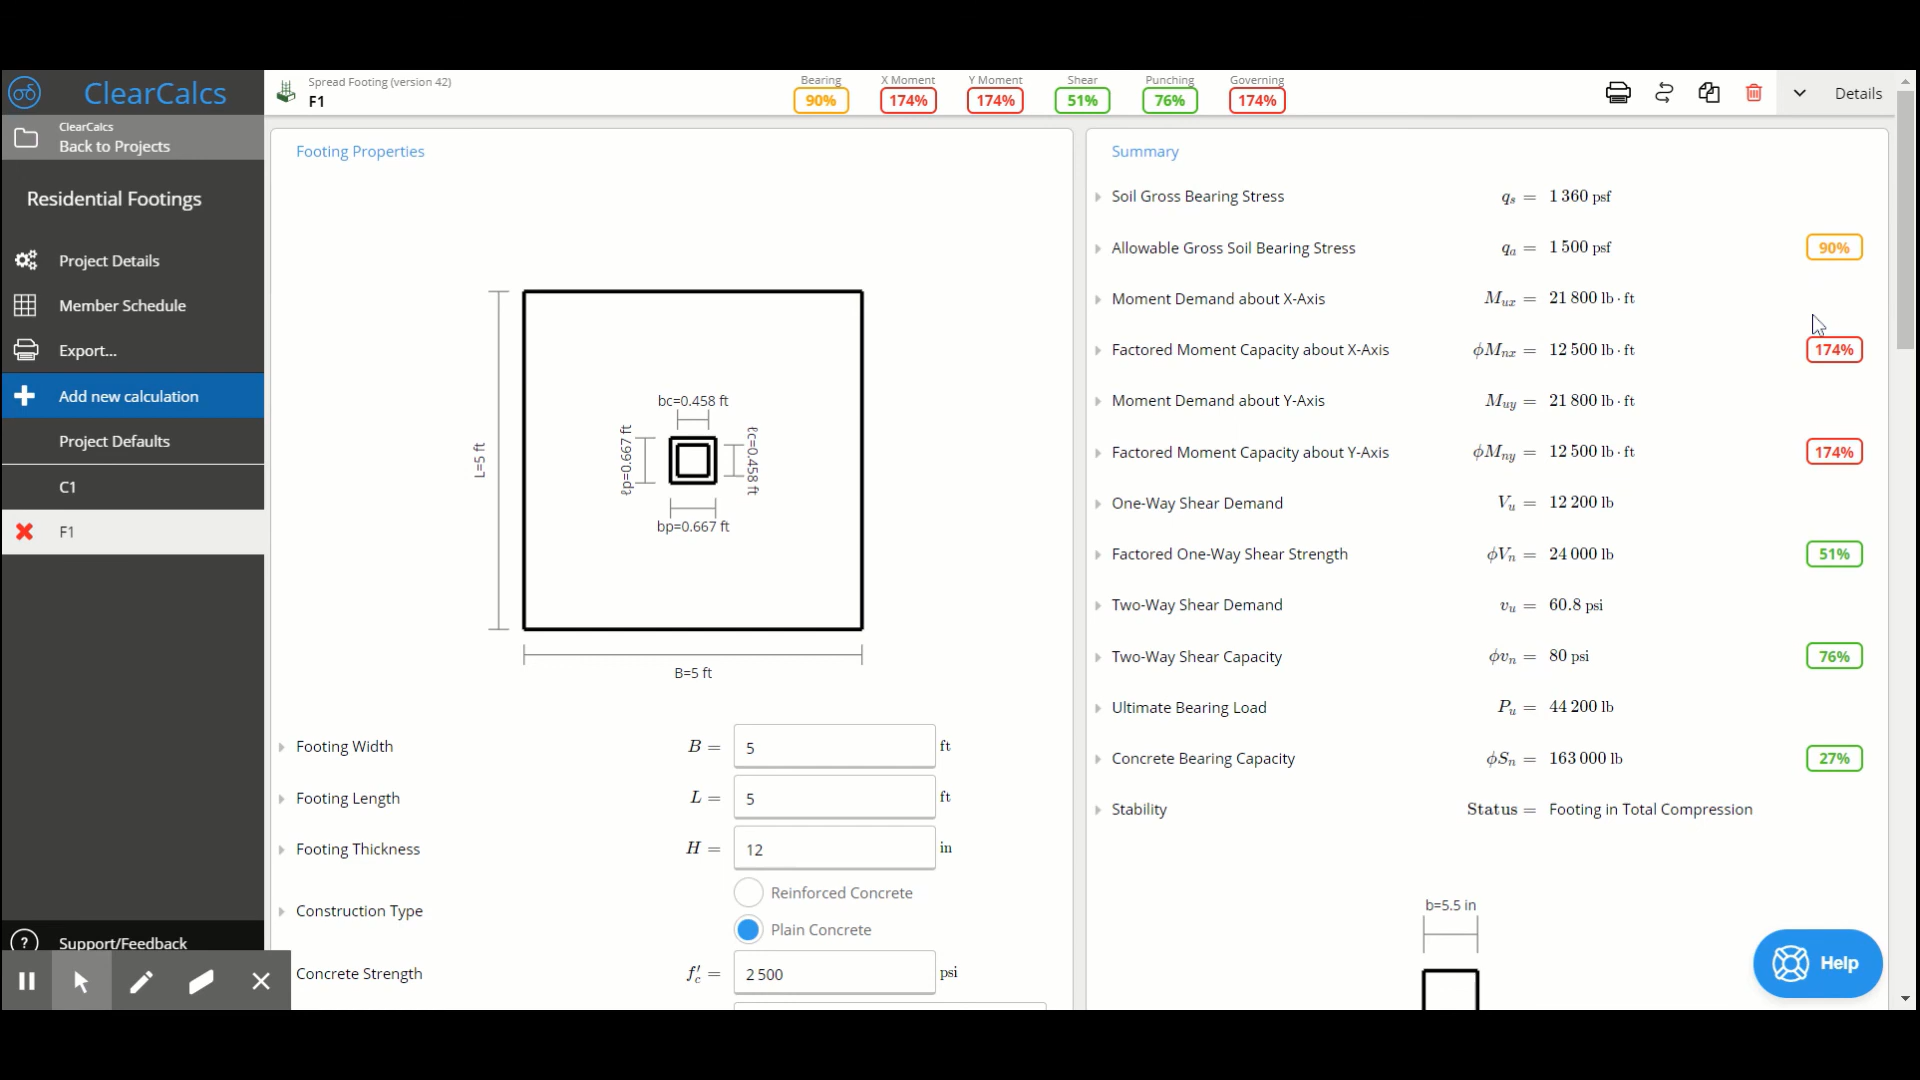 ClearCalcs
Spread Footing (version 42)
F1
Bearing
90%
X Moment
174%
Y Moment
174%
Shear
51%
Punching
76%
Governing
174%
Details
ClearCalcs
Back to Projects
Residential Footings
Project Details
Member Schedule
Export...
Add new calculation
Project Defaults
C1
F1
? Support/Feedback
Footing Properties
bc=0.458 ft
ℓp=0.667 ft
ℓc=0.458 ft
bp=0.667 ft
L=5 ft
B=5 ft
Footing Width B = 5 ft
Footing Length L = 5 ft
Footing Thickness H = 12 in
Construction Type
Reinforced Concrete
Plain Concrete
Concrete Strength f′c = 2 500 psi
Summary
Soil Gross Bearing Stress qs = 1 360 psf
Allowable Gross Soil Bearing Stress qa = 1 500 psf 90%
Moment Demand about X-Axis Mux = 21 800 lb · ft
Factored Moment Capacity about X-Axis ϕMnx = 12 500 lb · ft 174%
Moment Demand about Y-Axis Muy = 21 800 lb · ft
Factored Moment Capacity about Y-Axis ϕMny = 12 500 lb · ft 174%
One-Way Shear Demand Vu = 12 200 lb
Factored One-Way Shear Strength ϕVn = 24 000 lb 51%
Two-Way Shear Demand vu = 60.8 psi
Two-Way Shear Capacity ϕvn = 80 psi 76%
Ultimate Bearing Load Pu = 44 200 lb
Concrete Bearing Capacity ϕSn = 163 000 lb 27%
Stability Status = Footing in Total Compression
b=5.5 in
Help